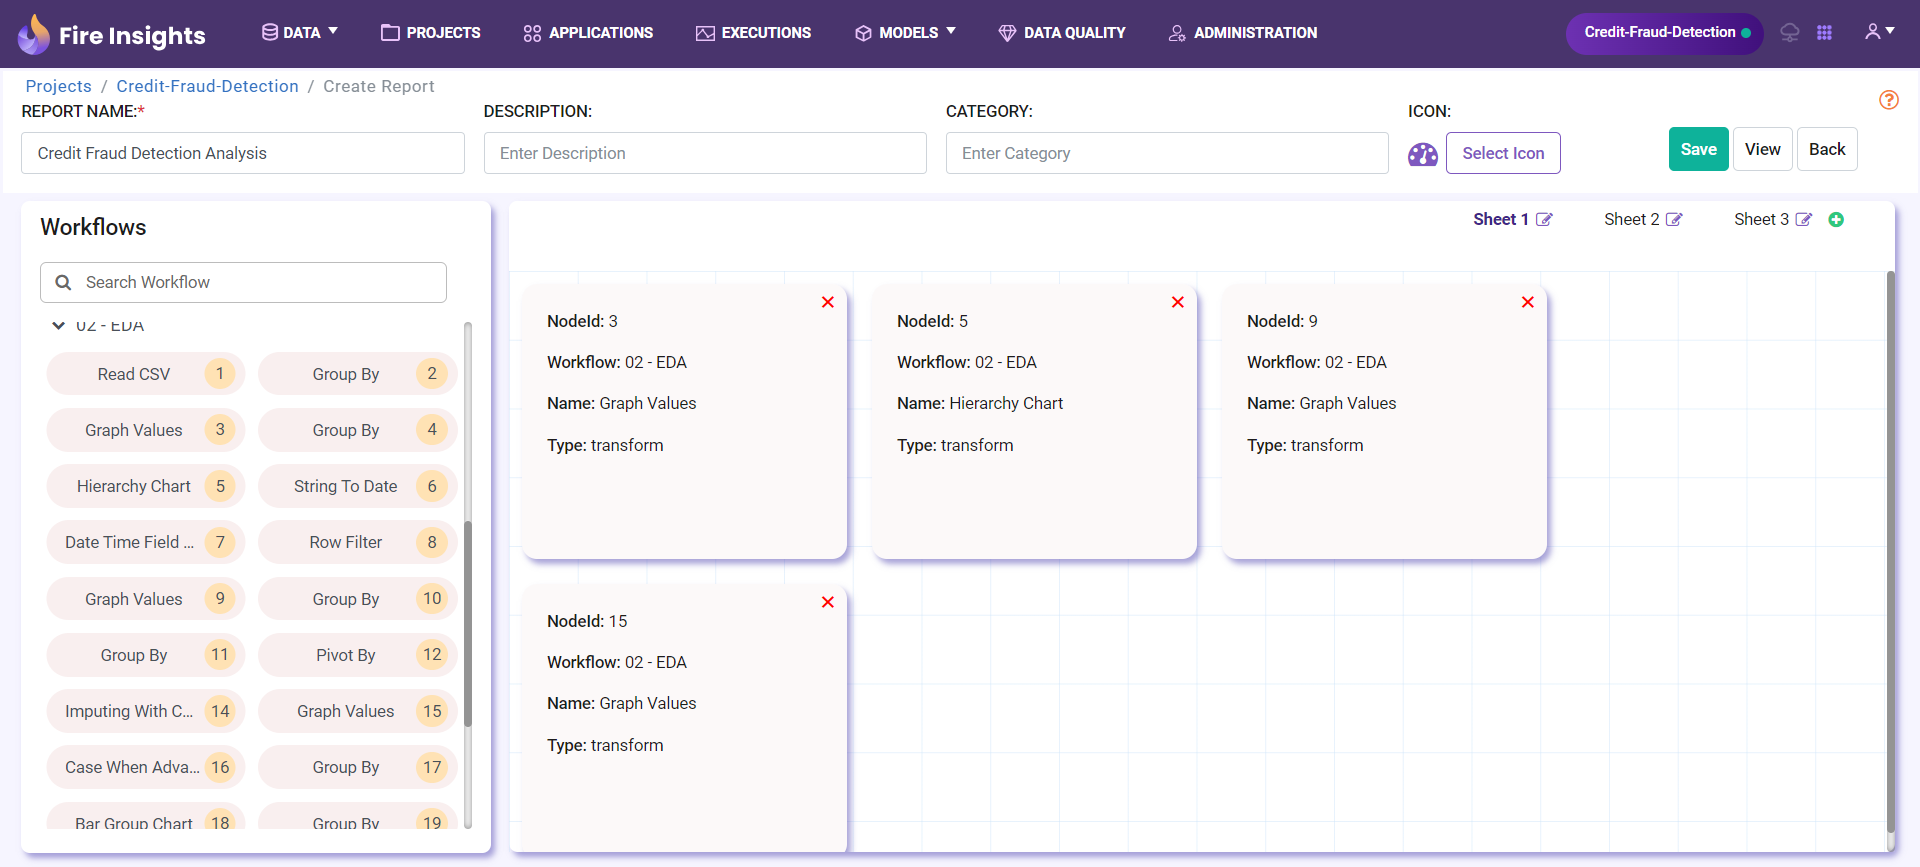 Fire Insights
DATA PROJECTS APPLICATIONS EXECUTIONS MODELS DATA QUALITY ADMINISTRATION
Credit-Fraud-Detection
Projects / Credit-Fraud-Detection / Create Report
REPORT NAME:* DESCRIPTION: CATEGORY: ICON:
Credit Fraud Detection Analysis Enter Description Enter Category Select Icon
Save View Back
Workflows
Search Workflow
02 - EDA
Read CSV 1 Group By 2
Graph Values 3 Group By 4
Hierarchy Chart 5 String To Date 6
Date Time Field ... 7 Row Filter 8
Graph Values 9 Group By 10
Group By 11 Pivot By 12
Imputing With C... 14 Graph Values 15
Case When Adva... 16 Group By 17
Bar Group Chart 18 Group By 19
Sheet 1 Sheet 2 Sheet 3
NodeId: 3
Workflow: 02 - EDA
Name: Graph Values
Type: transform
NodeId: 5
Workflow: 02 - EDA
Name: Hierarchy Chart
Type: transform
NodeId: 9
Workflow: 02 - EDA
Name: Graph Values
Type: transform
NodeId: 15
Workflow: 02 - EDA
Name: Graph Values
Type: transform